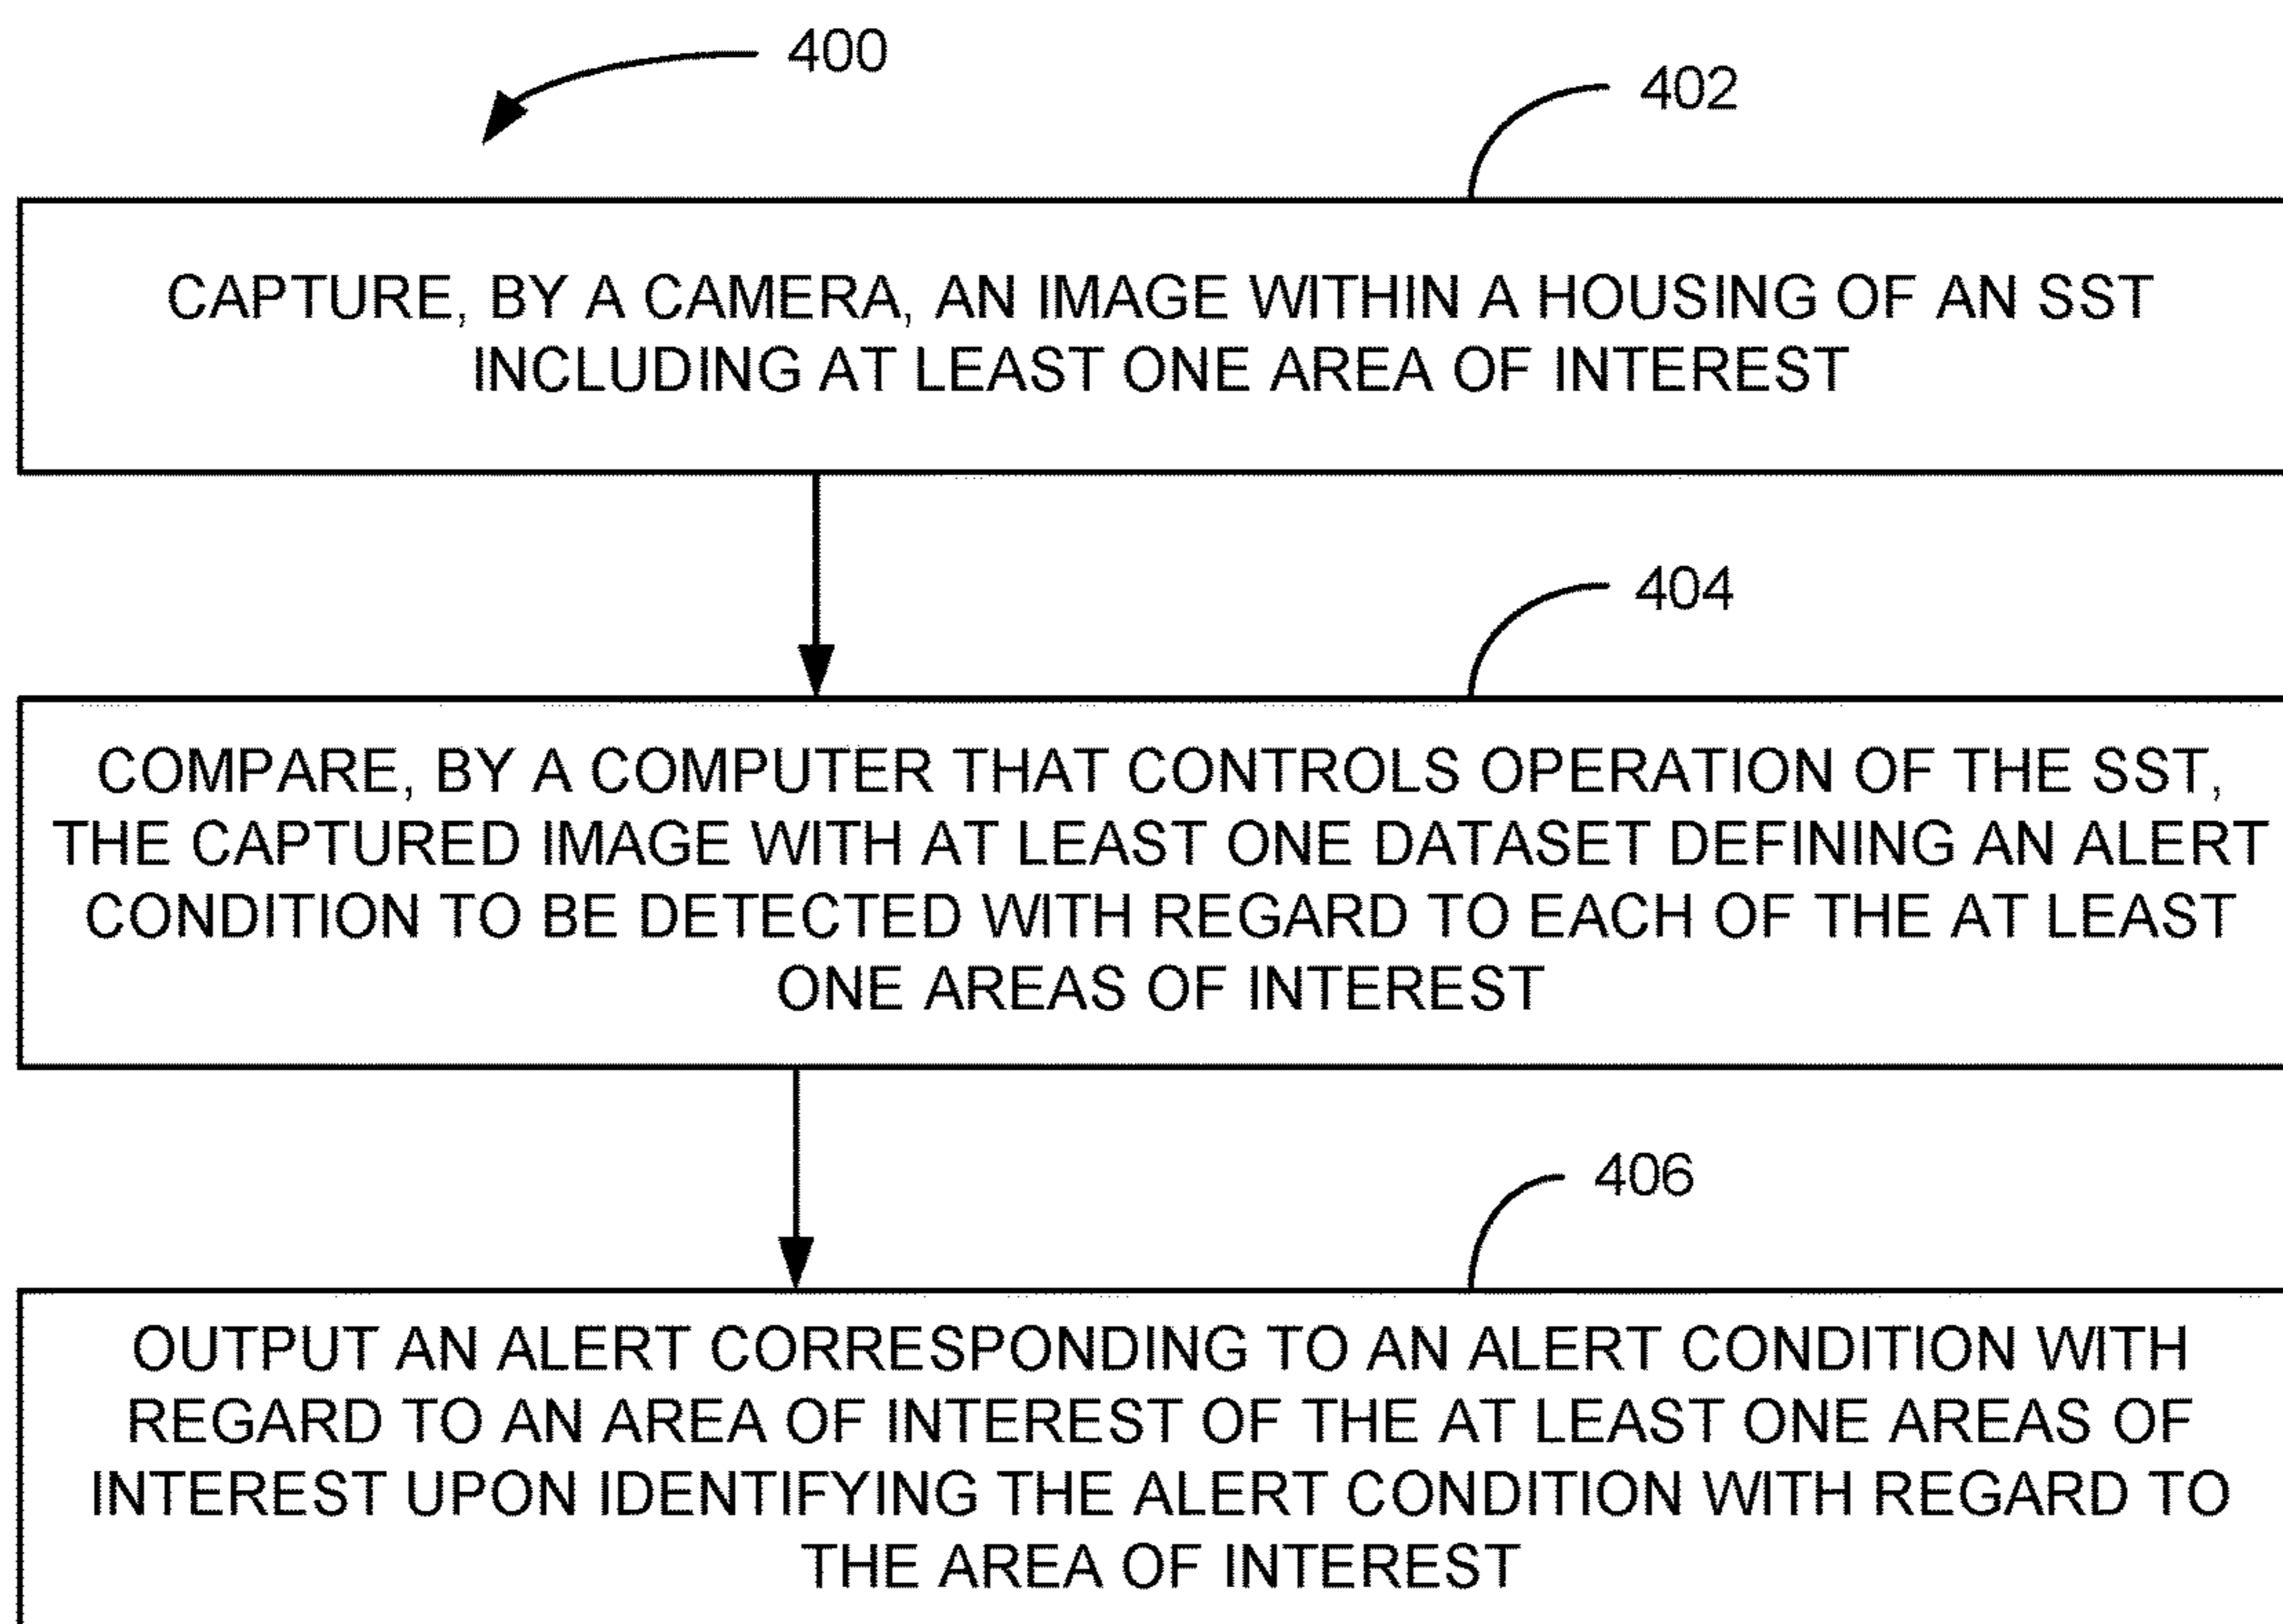 400
402
CAPTURE, BY A CAMERA, AN IMAGE WITHIN A HOUSING OF AN SST
INCLUDING AT LEAST ONE AREA OF INTEREST
404
COMPARE, BY A COMPUTER THAT CONTROLS OPERATION OF THE SST,
THE CAPTURED IMAGE WITH AT LEAST ONE DATASET DEFINING AN ALERT
CONDITION TO BE DETECTED WITH REGARD TO EACH OF THE AT LEAST
ONE AREAS OF INTEREST
406
OUTPUT AN ALERT CORRESPONDING TO AN ALERT CONDITION WITH
REGARD TO AN AREA OF INTEREST OF THE AT LEAST ONE AREAS OF
INTEREST UPON IDENTIFYING THE ALERT CONDITION WITH REGARD TO
THE AREA OF INTEREST